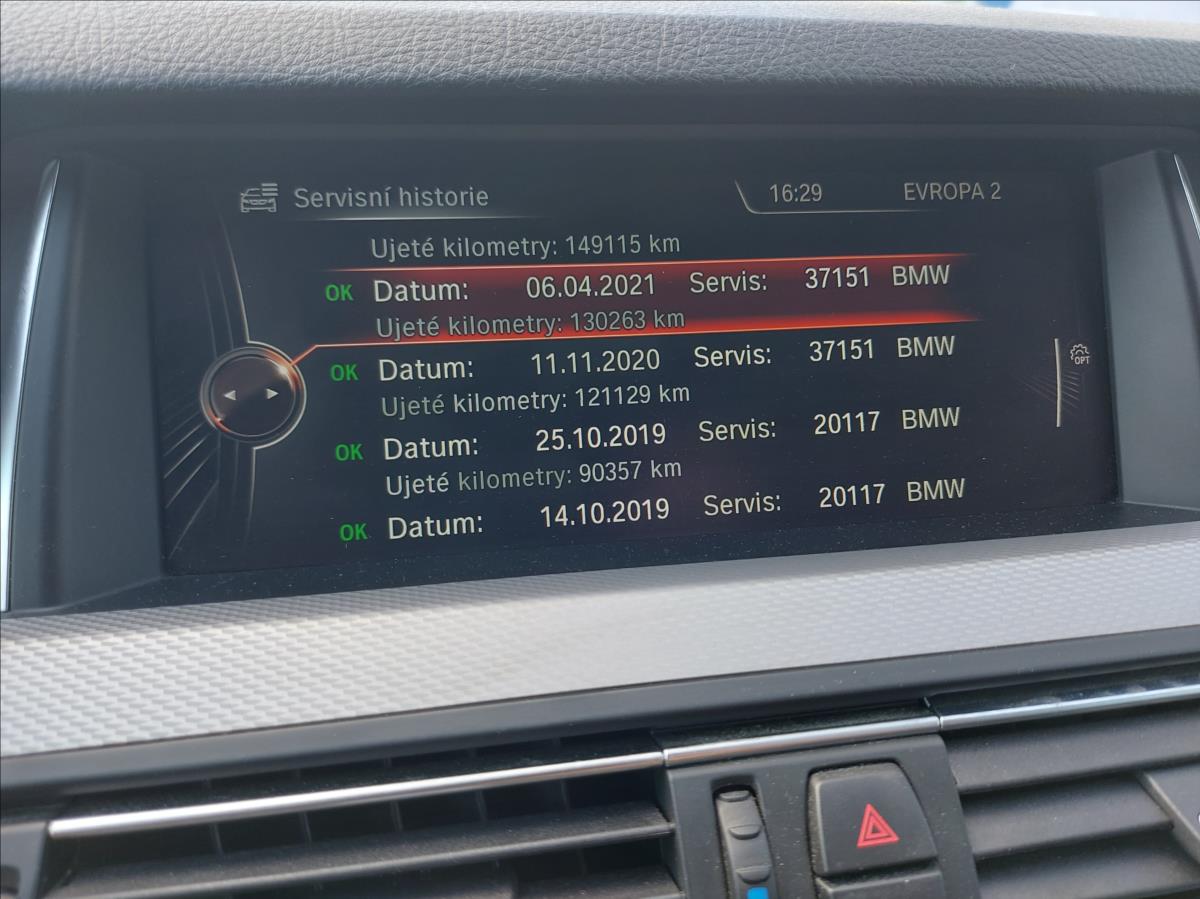 Servisní historie 16:29 EVROPA 2
Ujeté kilometry: 149115 km
OK Datum: 06.04.2021 Servis: 37151 BMW
Ujeté kilometry: 130263 km
OK Datum: 11.11.2020 Servis: 37151 BMW
Ujeté kilometry: 121129 km
OK Datum: 25.10.2019 Servis: 20117 BMW
Ujeté kilometry: 90357 km
OK Datum: 14.10.2019 Servis: 20117 BMW
OPT